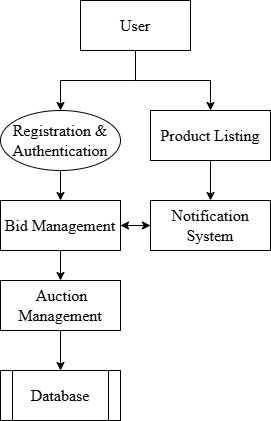 User
Registration &
Authentication
Product Listing
Bid Management
Notification
System
Auction
Management
Database